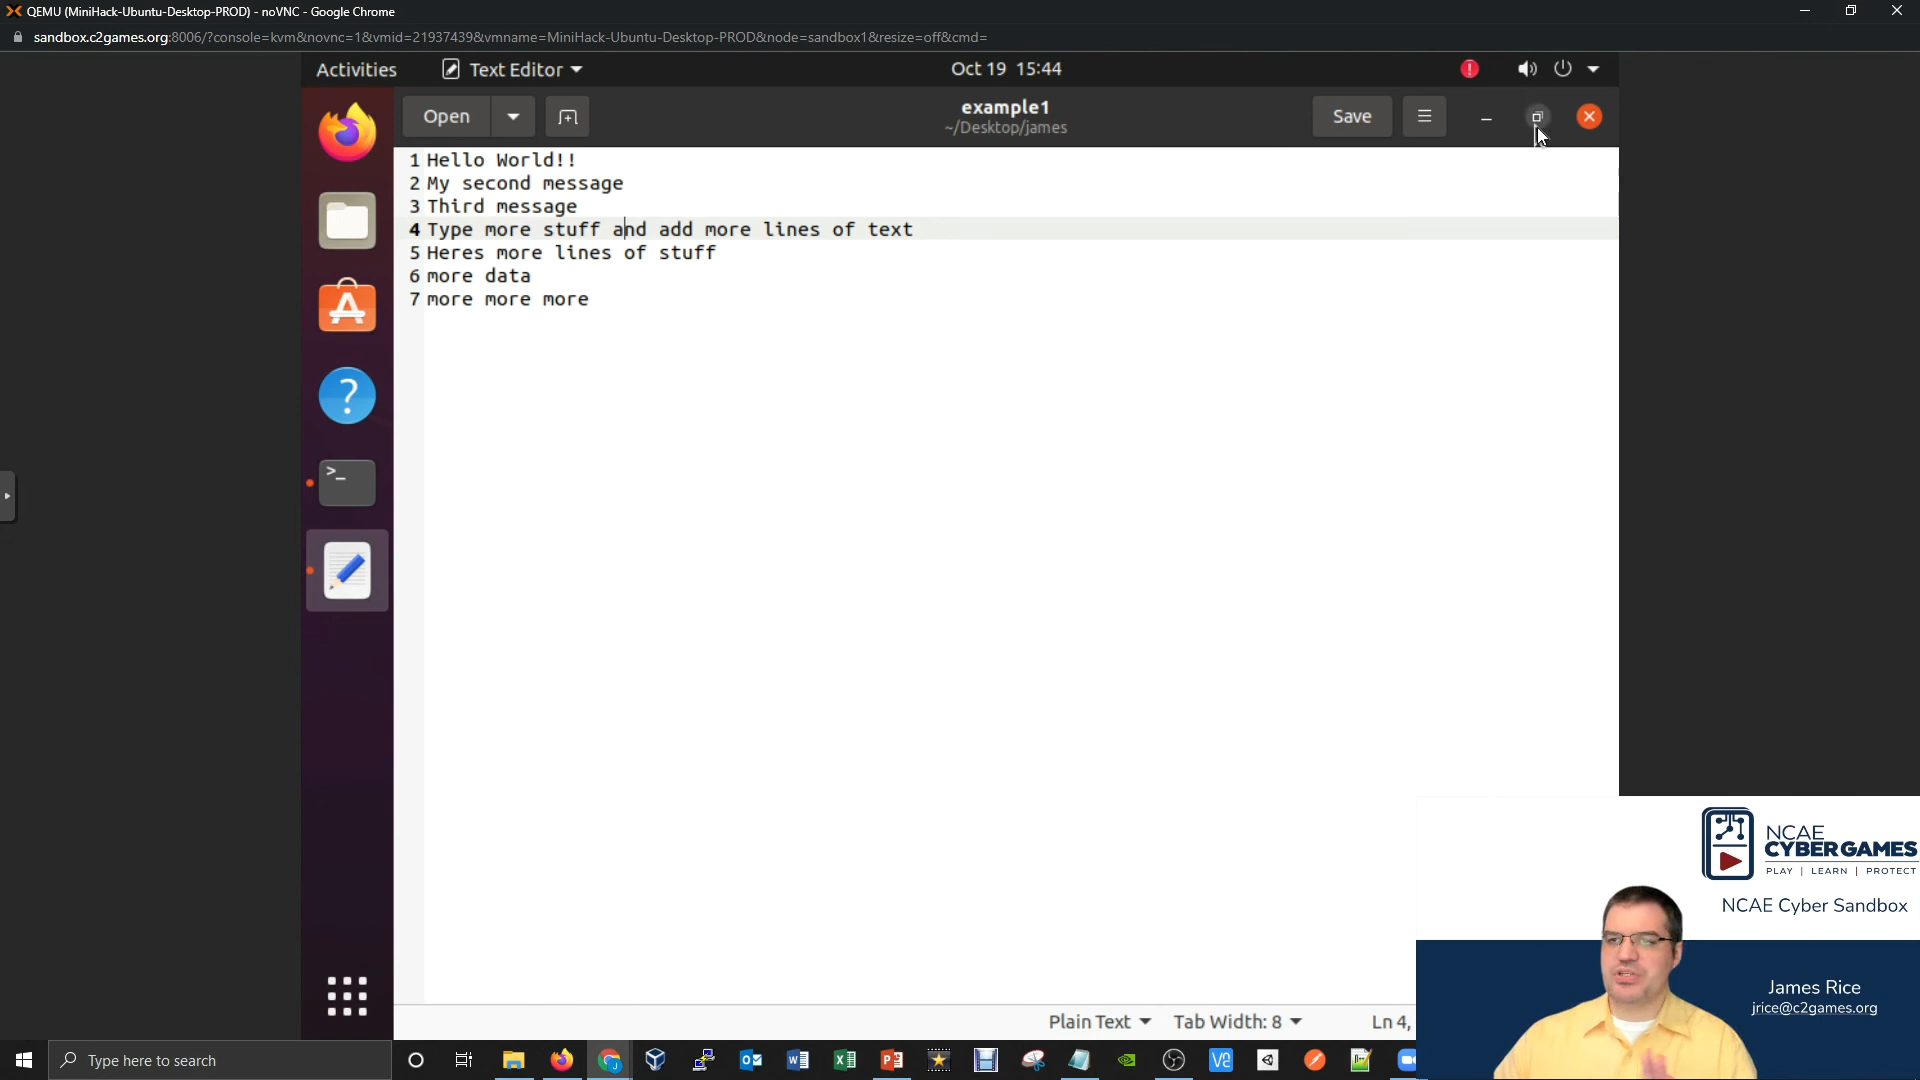 QEMU (MiniHack-Ubuntu-Desktop-PROD) - noVNC - Google Chrome
sandbox.c2games.org:8006/?console=kvm&novnc=1&vmid=21937439&vmname=MiniHack-Ubuntu-Desktop-PROD&node=sandbox1&resize=off&cmd=
Activities Text Editor Oct 19 15:44
Open example1 Save
~/Desktop/james
1 Hello World!!
2 My second message
3 Third message
4 Type more stuff and add more lines of text
5 Heres more lines of stuff
6 more data
7 more more more
NCAE
CYBERGAMES
PLAY | LEARN | PROTECT
NCAE Cyber Sandbox
James Rice
jrice@c2games.org
Plain Text Tab Width: 8 Ln 4,
Type here to search